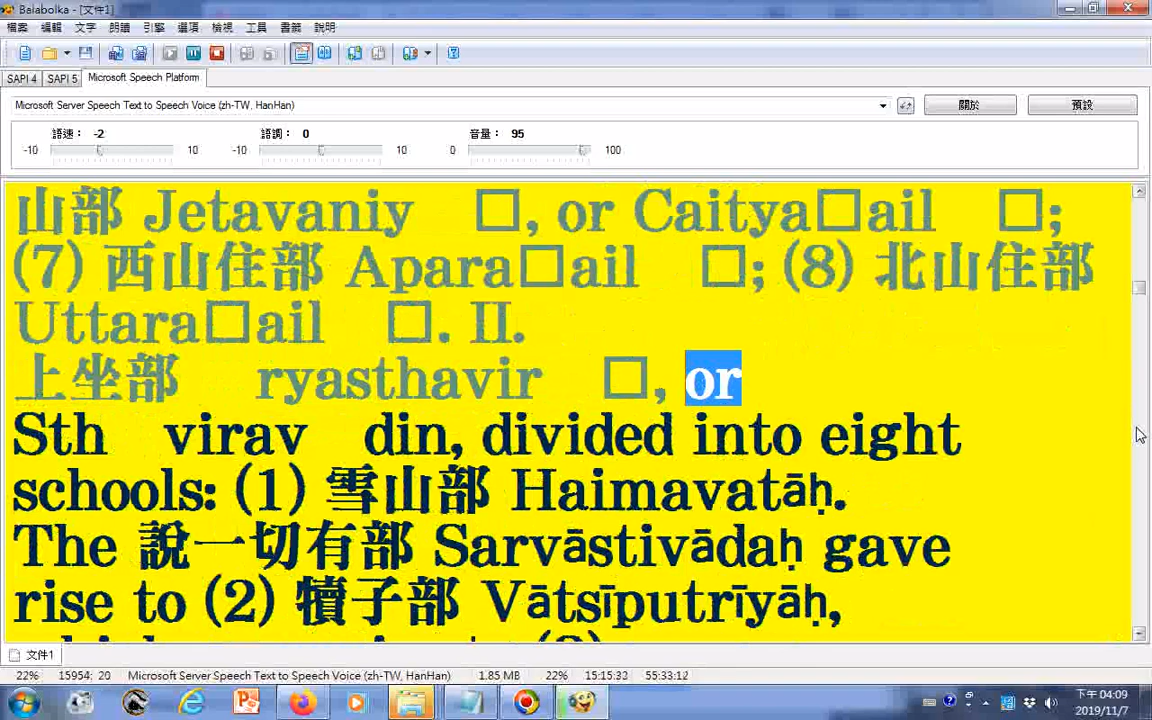 Balabolka - [文件1]
檔案 編輯 文字 朗讀 引擎 選項 檢視 工具 書籤 說明
SAPI 4 SAPI 5 Microsoft Speech Platform
Microsoft Server Speech Text to Speech Voice (zh-TW, HanHan) 關於 預設
語速： -2 語調： 0 音量： 95
-10 10 -10 10 0 100
山部 Jetavaniy □, or Caitya□ail □;
(7) 西山住部 Apara□ail □; (8) 北山住部
Uttara□ail □. II.
上坐部 ryasthavir □, or
Sth virav din, divided into eight
schools: (1) 雪山部 Haimavatāḥ.
The 說一切有部 Sarvāstivādaḥ gave
rise to (2) 犢子部 Vātsīputrīyāḥ,
文件1
22% 15954; 20 Microsoft Server Speech Text to Speech Voice (zh-TW, HanHan) 1.85 MB 22% 15:15:33 55:33:12
下午 04:09
2019/11/7